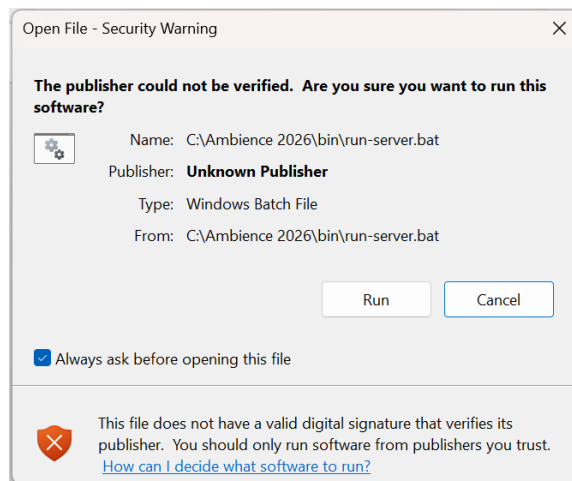 Open File - Security Warning
The publisher could not be verified.  Are you sure you want to run this
software?
Name: C:\Ambience 2026\bin\run-server.bat
Publisher: Unknown Publisher
Type: Windows Batch File
From: C:\Ambience 2026\bin\run-server.bat
Run Cancel
Always ask before opening this file
This file does not have a valid digital signature that verifies its
publisher.  You should only run software from publishers you trust.
How can I decide what software to run?